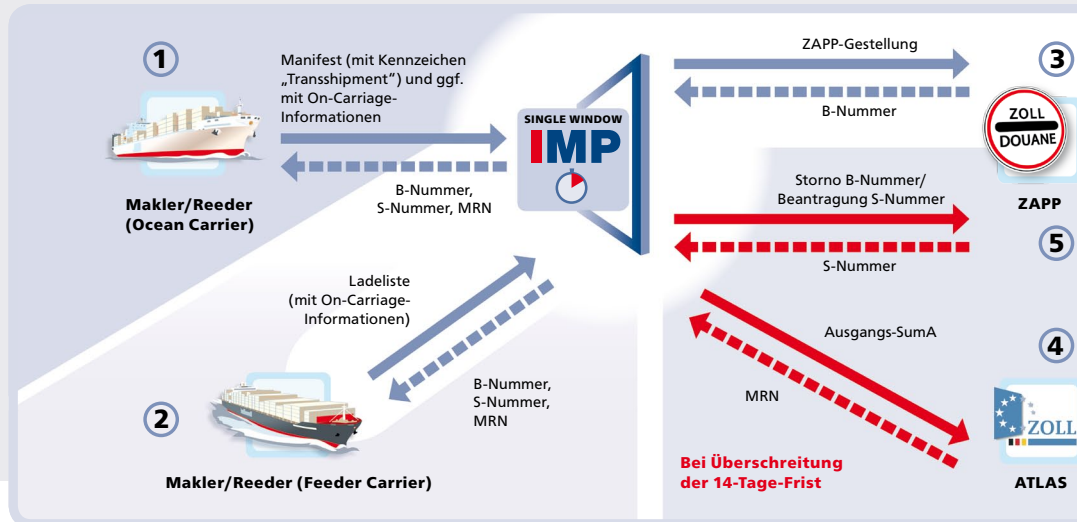 1
Manifest (mit Kennzeichen
„Transshipment“) und ggf.
mit On-Carriage-
Informationen
B-Nummer,
S-Nummer, MRN
Makler/Reeder
(Ocean Carrier)
SINGLE WINDOW
IMP
ZAPP-Gestellung
B-Nummer
3
ZOLL
DOUANE
ZAPP
Storno B-Nummer/
Beantragung S-Nummer
S-Nummer
5
Ladeliste
(mit On-Carriage-
Informationen)
B-Nummer,
S-Nummer,
MRN
2
Makler/Reeder (Feeder Carrier)
Ausgangs-SumA
MRN
4
ZOLL
ATLAS
Bei Überschreitung
der 14-Tage-Frist